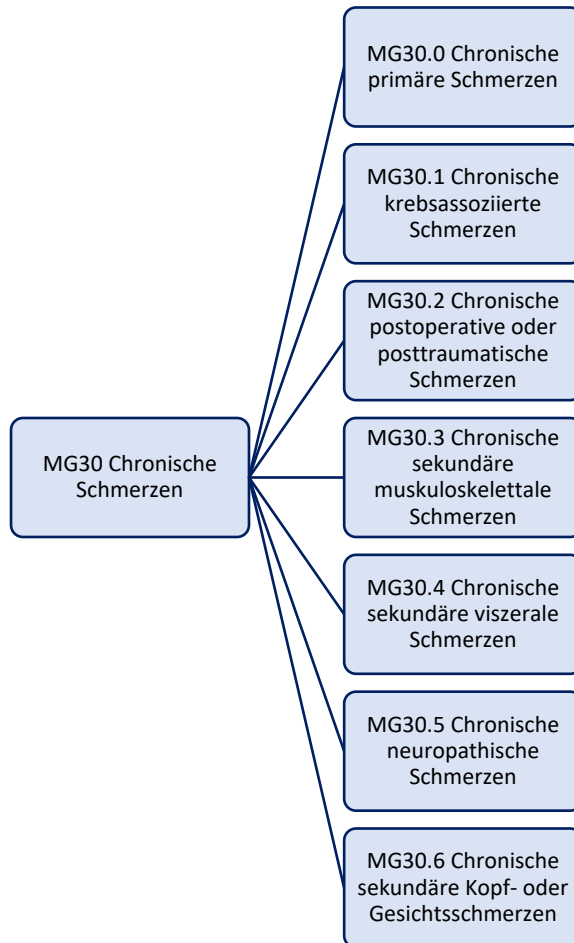 MG30.0 Chronische
primäre Schmerzen
MG30.1 Chronische
krebsassoziierte
Schmerzen
MG30.2 Chronische
postoperative oder
posttraumatische
Schmerzen
MG30 Chronische
Schmerzen
MG30.3 Chronische
sekundäre
muskuloskelettale
Schmerzen
MG30.4 Chronische
sekundäre viszerale
Schmerzen
MG30.5 Chronische
neuropathische
Schmerzen
MG30.6 Chronische
sekundäre Kopf- oder
Gesichtsschmerzen